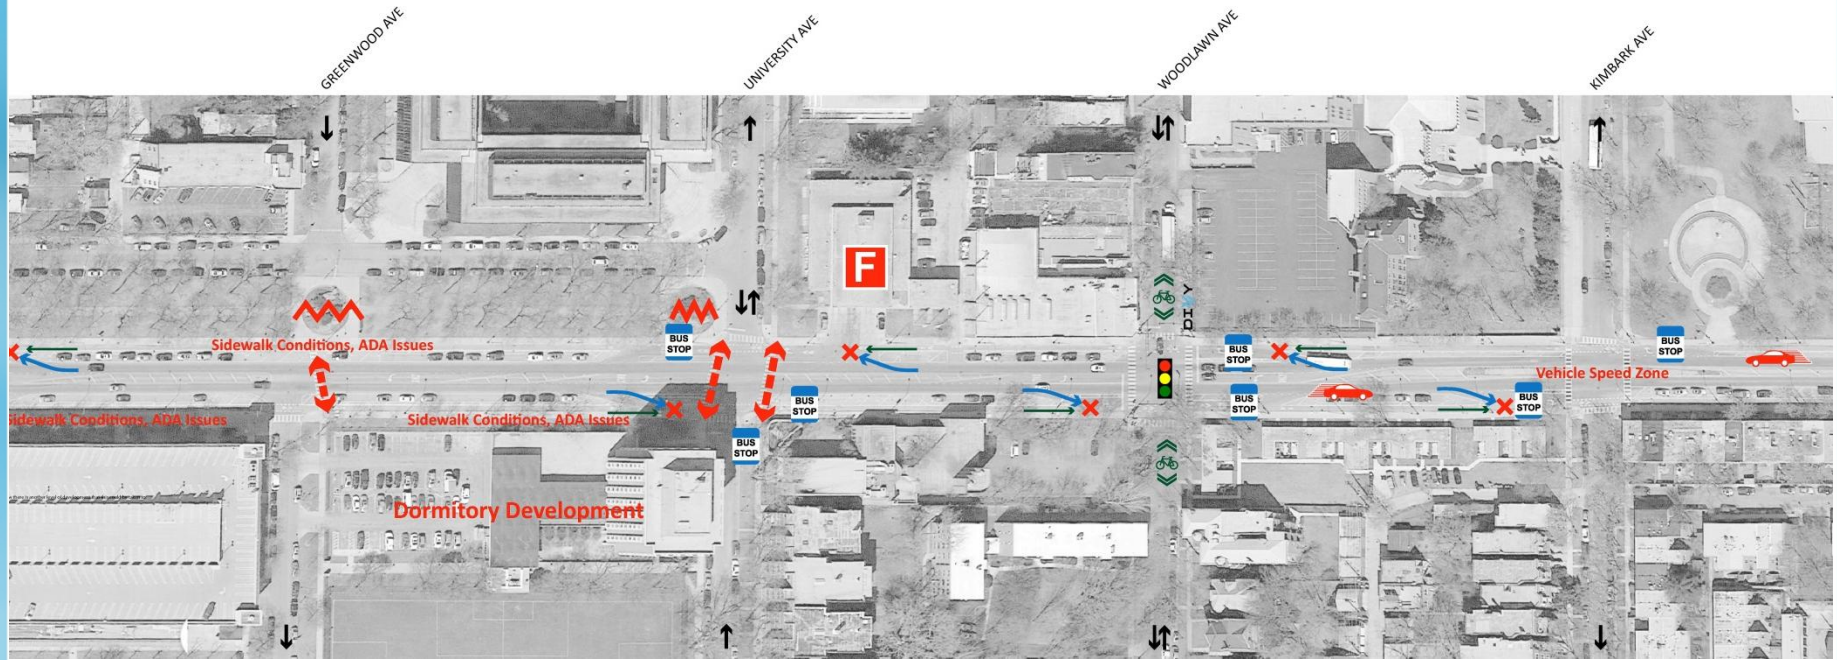 GREENWOOD AVE
UNIVERSITY AVE
WOODLAWN AVE
KIMBARK AVE
F
DIVVY
BUS
STOP
Sidewalk Conditions, ADA Issues
BUS
STOP
BUS
STOP
Vehicle Speed Zone
BUS
STOP
BUS
STOP
BUS
STOP
Sidewalk Conditions, ADA Issues
Sidewalk Conditions, ADA Issues
BUS
STOP
Dormitory Development